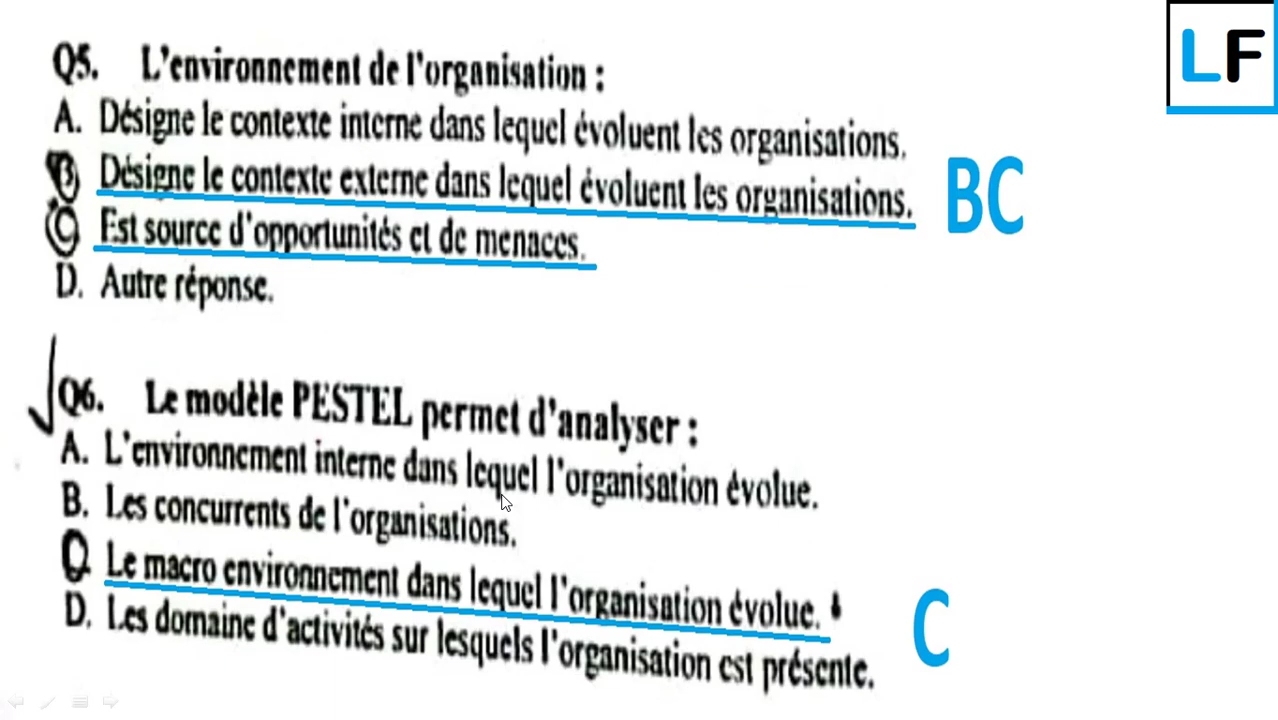 LF
Q5. L'environnement de l'organisation :
A. Désigne le contexte interne dans lequel évoluent les organisations.
B Désigne le contexte externe dans lequel évoluent les organisations.
BC
C Est source d'opportunités et de menaces.
D. Autre réponse.
Q6. Le modèle PESTEL permet d'analyser :
A. L'environnement interne dans lequel l'organisation évolue.
B. Les concurrents de l'organisations.
C Le macro environnement dans lequel l'organisation évolue.
C
D. Les domaine d'activités sur lesquels l'organisation est présente.